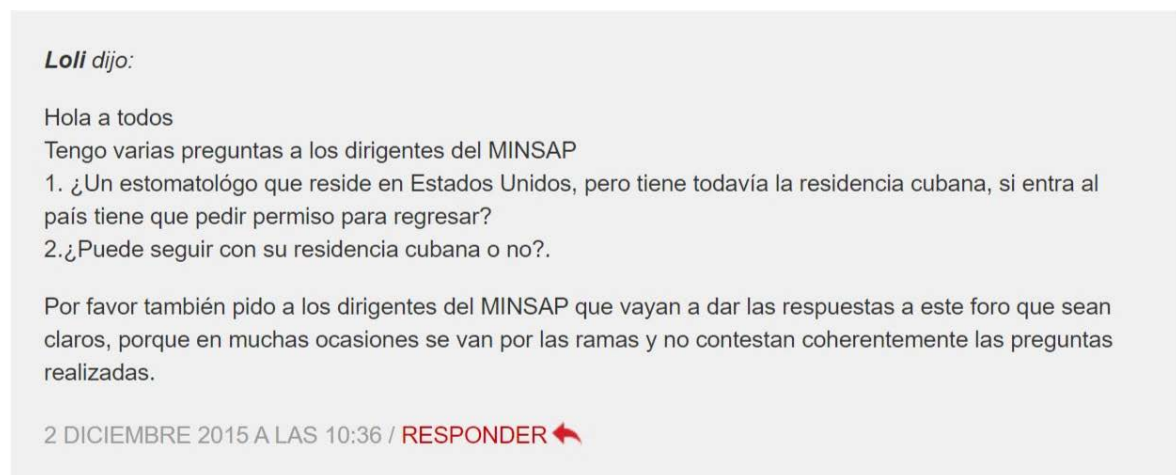 Loli dijo:
Hola a todos
Tengo varias preguntas a los dirigentes del MINSAP
1. ¿Un estomatológo que reside en Estados Unidos, pero tiene todavía la residencia cubana, si entra al
país tiene que pedir permiso para regresar?
2.¿Puede seguir con su residencia cubana o no?.
Por favor también pido a los dirigentes del MINSAP que vayan a dar las respuestas a este foro que sean
claros, porque en muchas ocasiones se van por las ramas y no contestan coherentemente las preguntas
realizadas.
2 DICIEMBRE 2015 A LAS 10:36 / RESPONDER